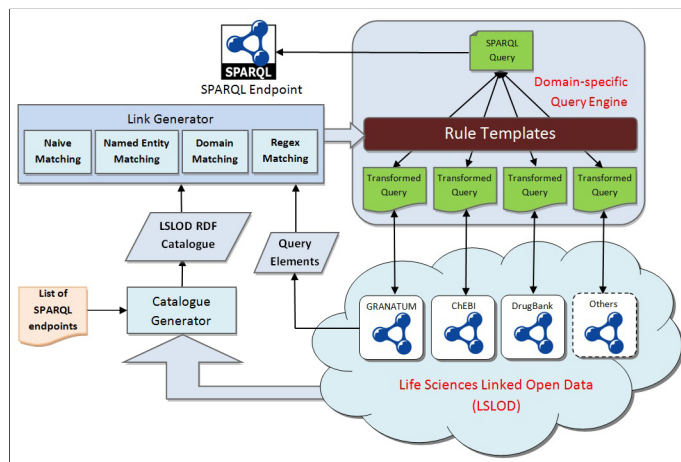 SPARQL
Query
SPARQL
SPARQL Endpoint
Domain-specific
Query Engine
Link Generator
Naive
Matching
Named Entity
Matching
Domain
Matching
Regex
Matching
Rule Templates
Transformed
Query
Transformed
Query
Transformed
Query
Transformed
Query
LSLOD RDF
Catalogue
Query
Elements
List of
SPARQL
endpoints
Catalogue
Generator
GRANATUM
ChEBI
DrugBank
Others
Life Sciences Linked Open Data
(LSLOD)